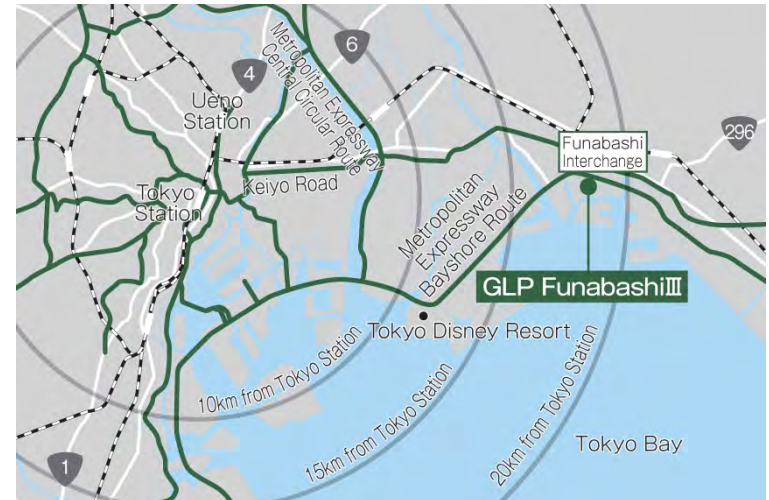 6
4
Metropolitan Expressway
Central Circular Route
Ueno
Station
296
Funabashi
Interchange
Keiyo Road
Tokyo
Station
Metropolitan
Expressway
Bayshore Route
GLP FunabashiⅢ
Tokyo Disney Resort
10km from Tokyo Station
15km from Tokyo Station
20km from Tokyo Station
Tokyo Bay
1